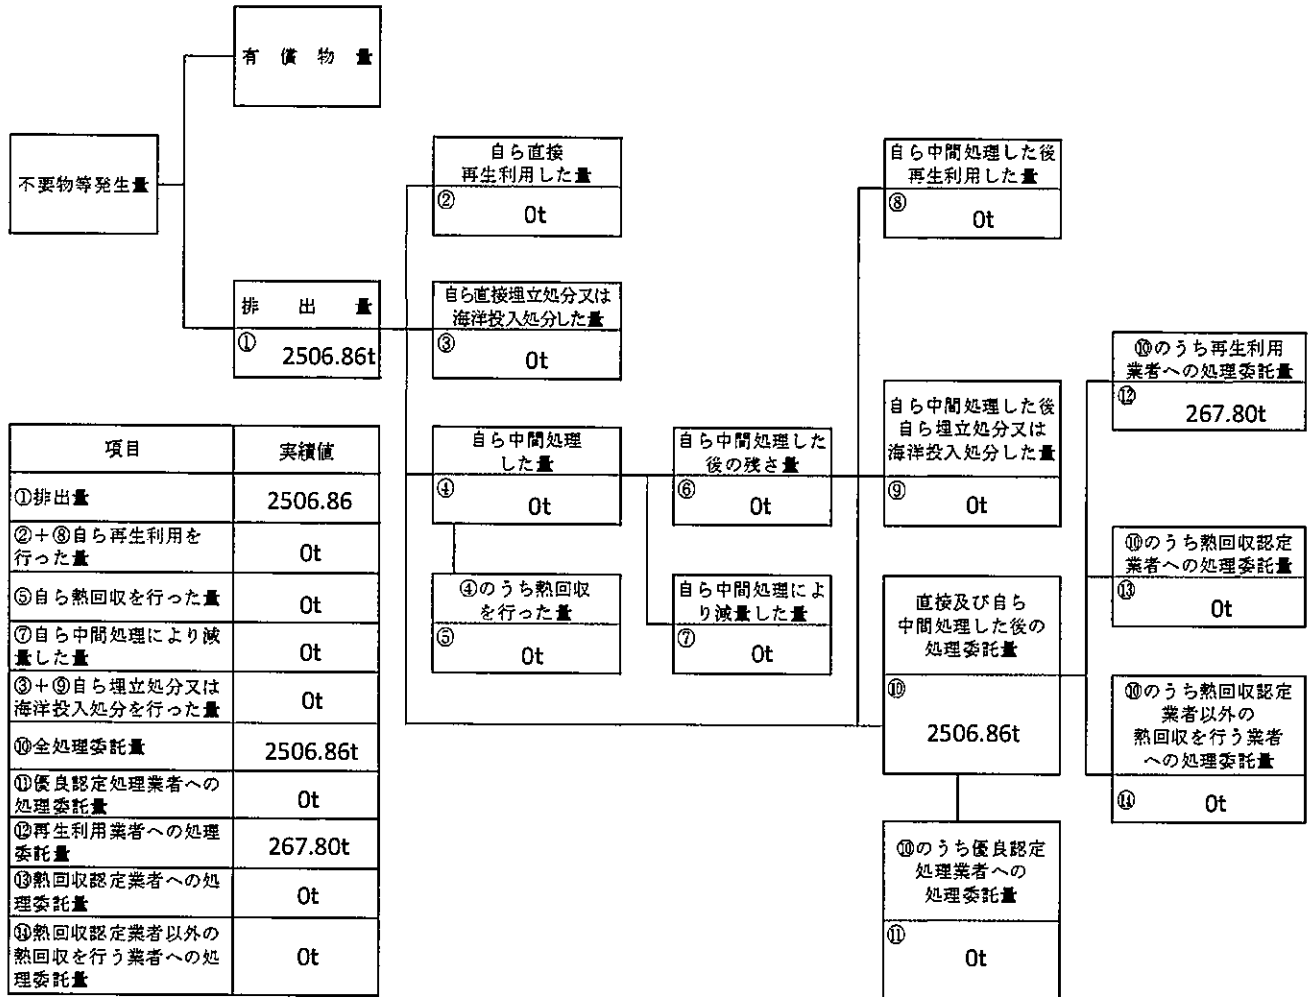 有償物量
不要物等発生量
排出量
① 2506.86t
自ら直接
再生利用した量
② 0t
自ら直接埋立処分又は
海洋投入処分した量
③ 0t
自ら中間処理
した量
④ 0t
④のうち熱回収
を行った量
⑤ 0t
自ら中間処理した
後の残さ量
⑥ 0t
自ら中間処理によ
り減量した量
⑦ 0t
自ら中間処理した後
再生利用した量
⑧ 0t
自ら中間処理した後
自ら埋立処分又は
海洋投入処分した量
⑨ 0t
直接及び自ら
中間処理した後の
処理委託量
⑩
2506.86t
⑩のうち優良認定
処理業者への
処理委託量
⑪
0t
⑩のうち再生利用
業者への処理委託量
⑫ 267.80t
⑩のうち熱回収認定
業者への処理委託量
⑬ 0t
⑩のうち熱回収認定
業者以外の
熱回収を行う業者
への処理委託量
⑭ 0t
項目 実績値
①排出量 2506.86
②+⑧自ら再生利用を
行った量 0t
⑤自ら熱回収を行った量 0t
⑦自ら中間処理により減
量した量 0t
③+⑨自ら埋立処分又は
海洋投入処分を行った量 0t
⑩全処理委託量 2506.86t
⑪優良認定処理業者への
処理委託量 0t
⑫再生利用業者への処理
委託量 267.80t
⑬熱回収認定業者への処
理委託量 0t
⑭熱回収認定業者以外の
熱回収を行う業者への処
理委託量 0t